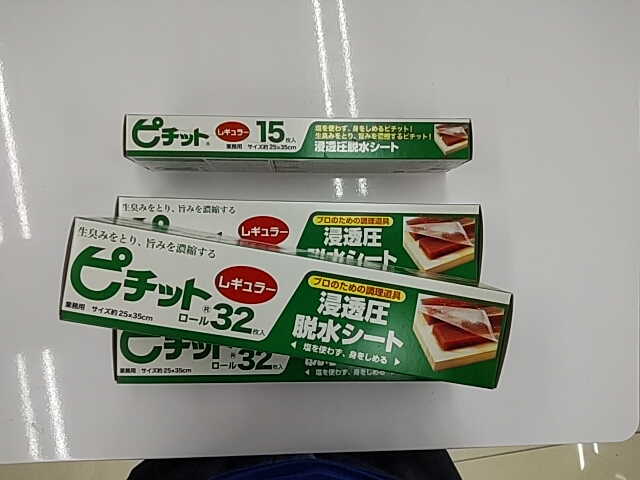 ピチット® レギュラー 15枚入
業務用 サイズ約25×35cm
塩を使わず、身をしめるピチット!
生臭みをとり、旨みを濃縮するピチット!
浸透圧脱水シート
生臭みをとり、旨みを濃縮する
レギュラー
プロのための調理道具
浸透圧
脱水シート
生臭みをとり、旨みを濃縮する
ピチット®
レギュラー
ロール32枚入
業務用 サイズ約25×35cm
プロのための調理道具
浸透圧
脱水シート
塩を使わず、身をしめる
ピチット®
ロール32枚入
業務用 サイズ約25×35cm
塩を使わず、身をしめる